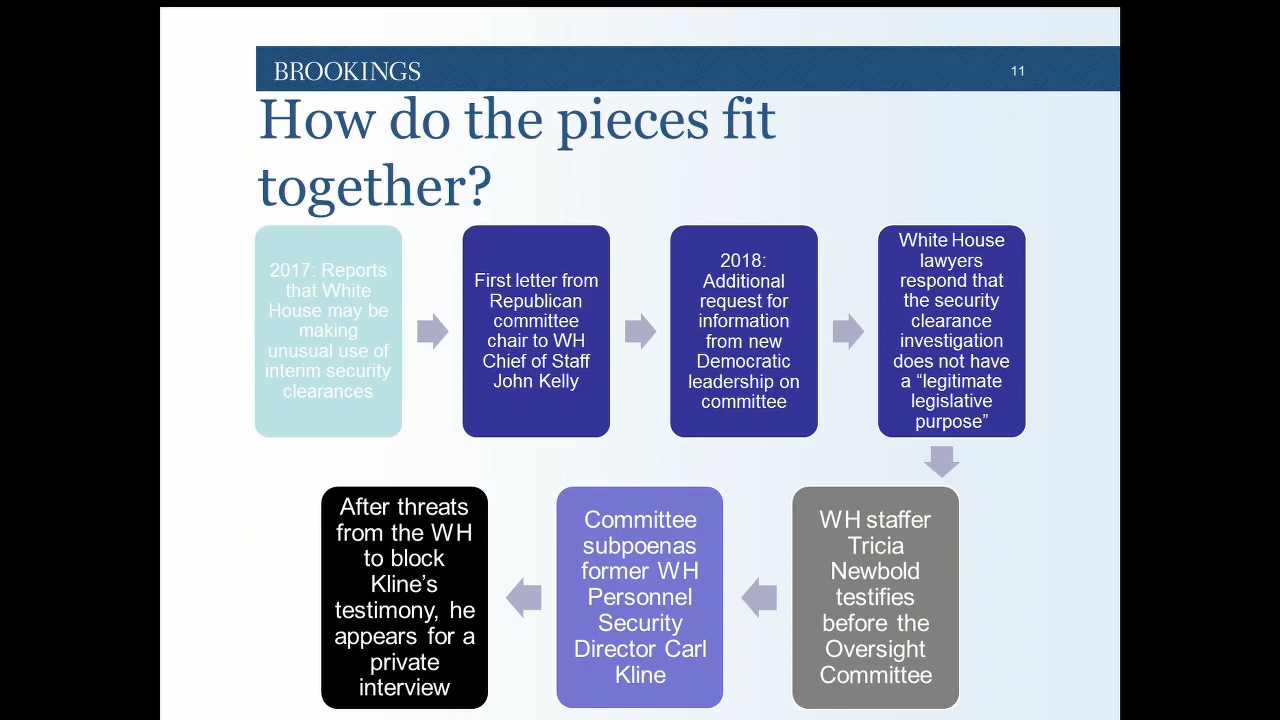 BROOKINGS
11
How do the pieces fit
together?
2017: Reports
that White
House may be
making
unusual use of
interim security
clearances
First letter from
Republican
committee
chair to WH
Chief of Staff
John Kelly
2018:
Additional
request for
information
from new
Democratic
leadership on
committee
White House
lawyers
respond that
the security
clearance
investigation
does not have
a “legitimate
legislative
purpose”
WH staffer
Tricia
Newbold
testifies
before the
Oversight
Committee
Committee
subpoenas
former WH
Personnel
Security
Director Carl
Kline
After threats
from the WH
to block
Kline’s
testimony, he
appears for a
private
interview